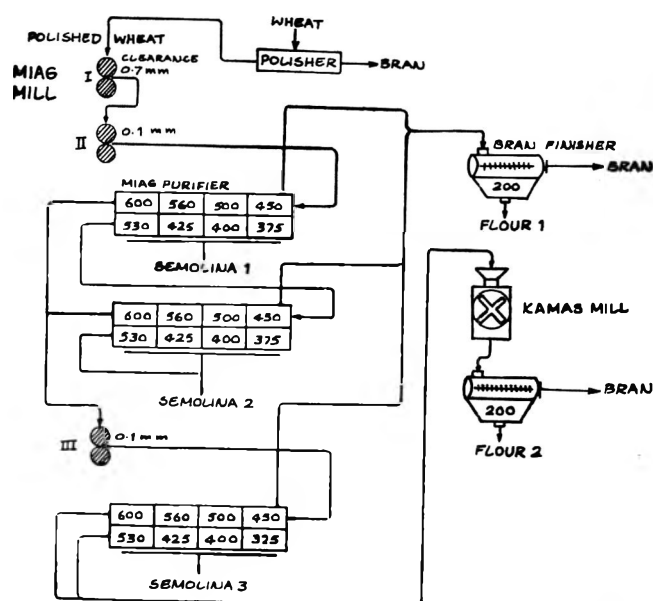 WHEAT
POLISHED WHEAT
POLISHER
BRAN
MIAG MILL
I
CLEARANCE
0.7 mm
II
0.1 mm
BRAN FINISHER
200
BRAN
FLOUR 1
MIAG PURIFIER
600 560 500 450
530 425 400 375
SEMOLINA 1
600 560 500 450
530 425 400 375
SEMOLINA 2
KAMAS MILL
200
BRAN
FLOUR 2
III
0.1 mm
600 560 500 450
530 425 400 325
SEMOLINA 3